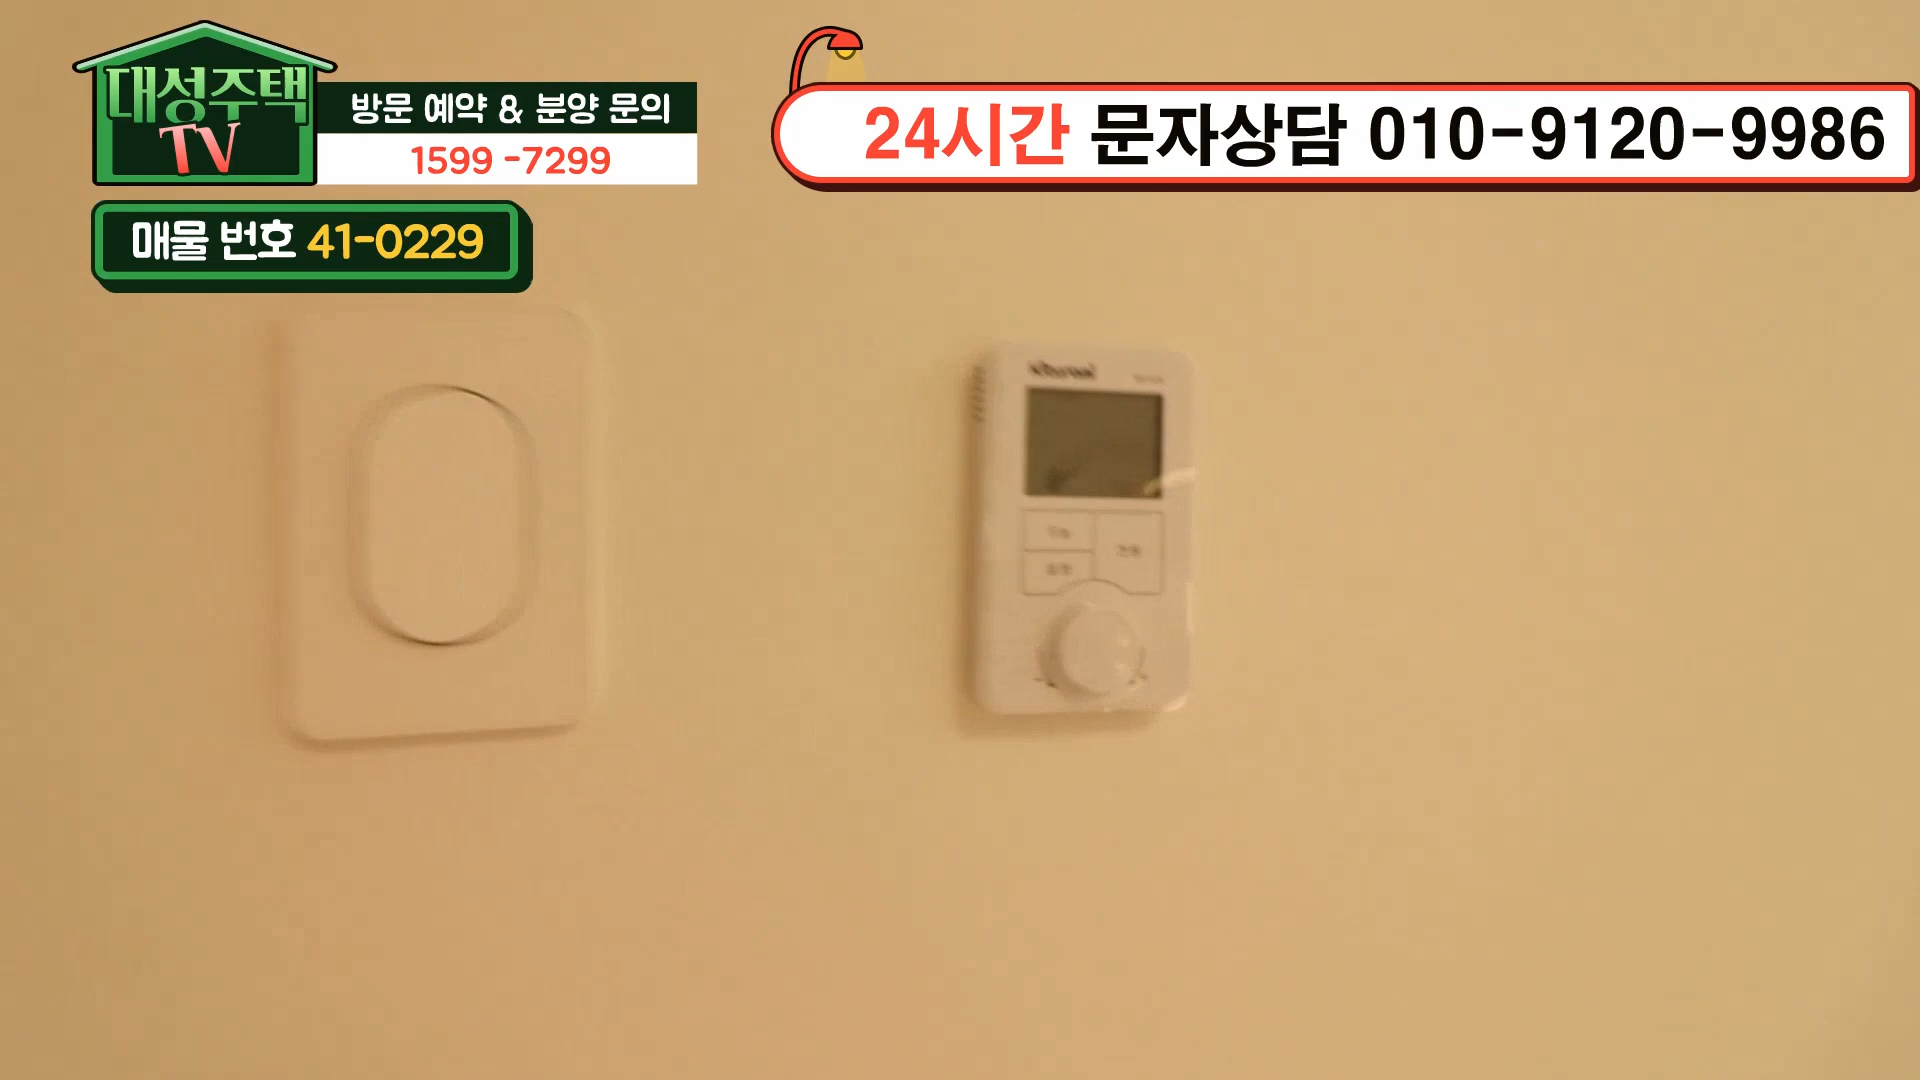 대성주택
TV
방문 예약 & 분양 문의
1599 -7299
24시간 문자상담 010-9120-9986
매물 번호 41-0229